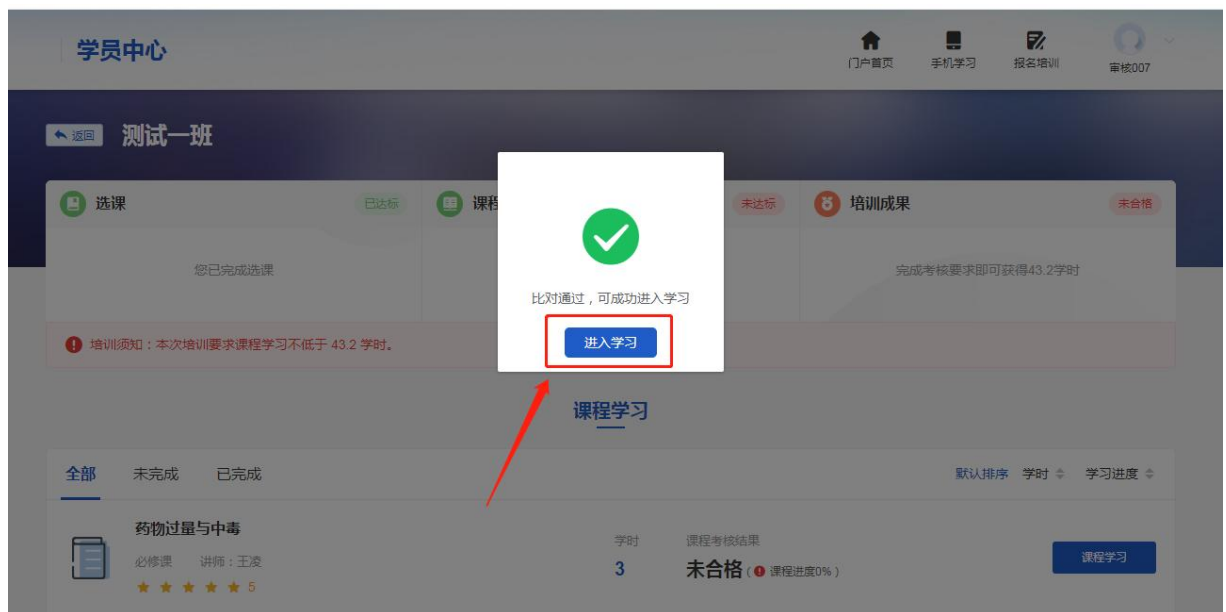 学员中心
门户首页
手机学习
报名培训
审核007
返回
测试一班
选课
已达标
课程
未达标
培训成果
未合格
您已完成选课
完成考核要求即可获得43.2学时
比对通过，可成功进入学习
进入学习
培训须知：本次培训要求课程学习不低于 43.2 学时。
课程学习
全部 未完成 已完成
默认排序 学时 学习进度
药物过量与中毒
必修课 讲师：王凌
5
学时
3
课程考核结果
未合格 ( 课程进度0% )
课程学习